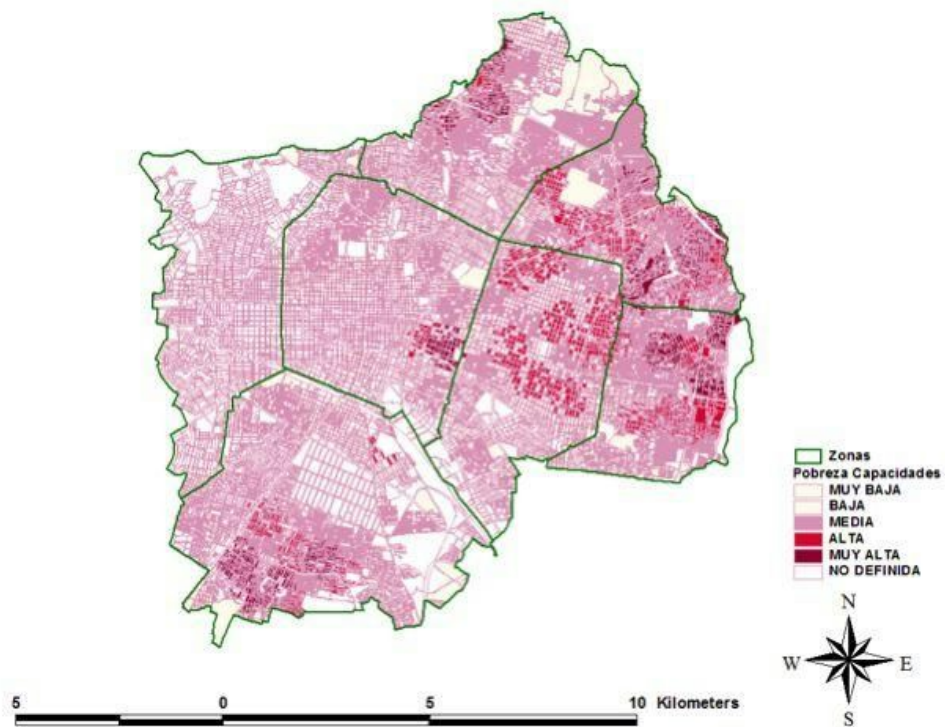 Zonas
Pobreza Capacidades
MUY BAJA
BAJA
MEDIA
ALTA
MUY ALTA
NO DEFINIDA
N
W E
S
5 0 5 10 Kilometers